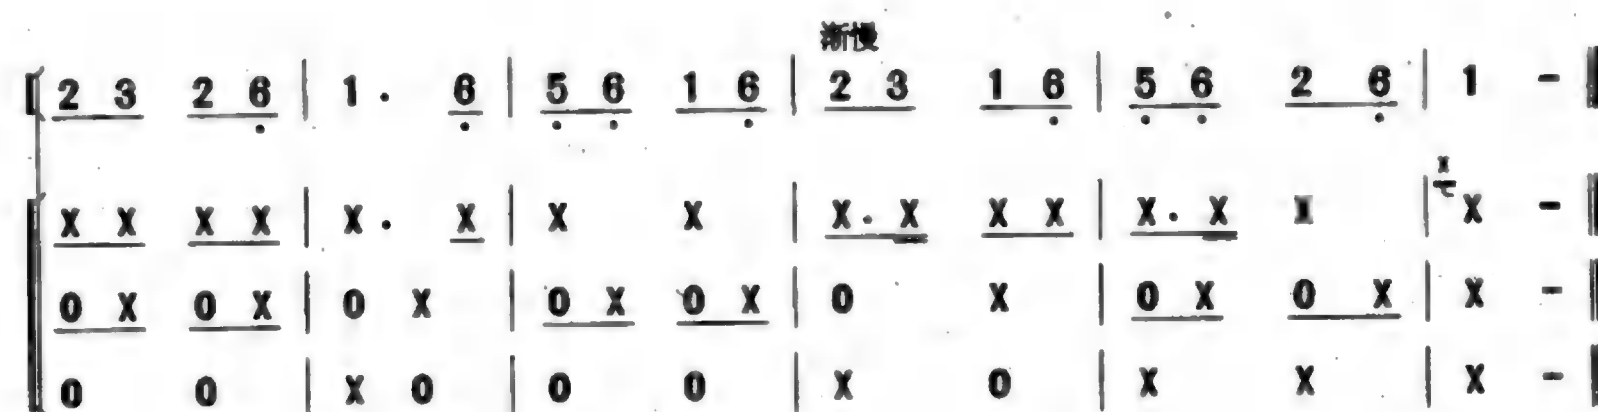 渐慢
2 3 2 6 | 1 · 6 | 5 6 1 6 | 2 3 1 6 | 5 6 2 6 | 1 -
X X X X | X · X | X X | X · X X X | X · X X | X X -
0 X 0 X | 0 X | 0 X 0 X | 0 X | 0 X 0 X | X -
0 0 | X 0 | 0 0 | X 0 | X X | X -